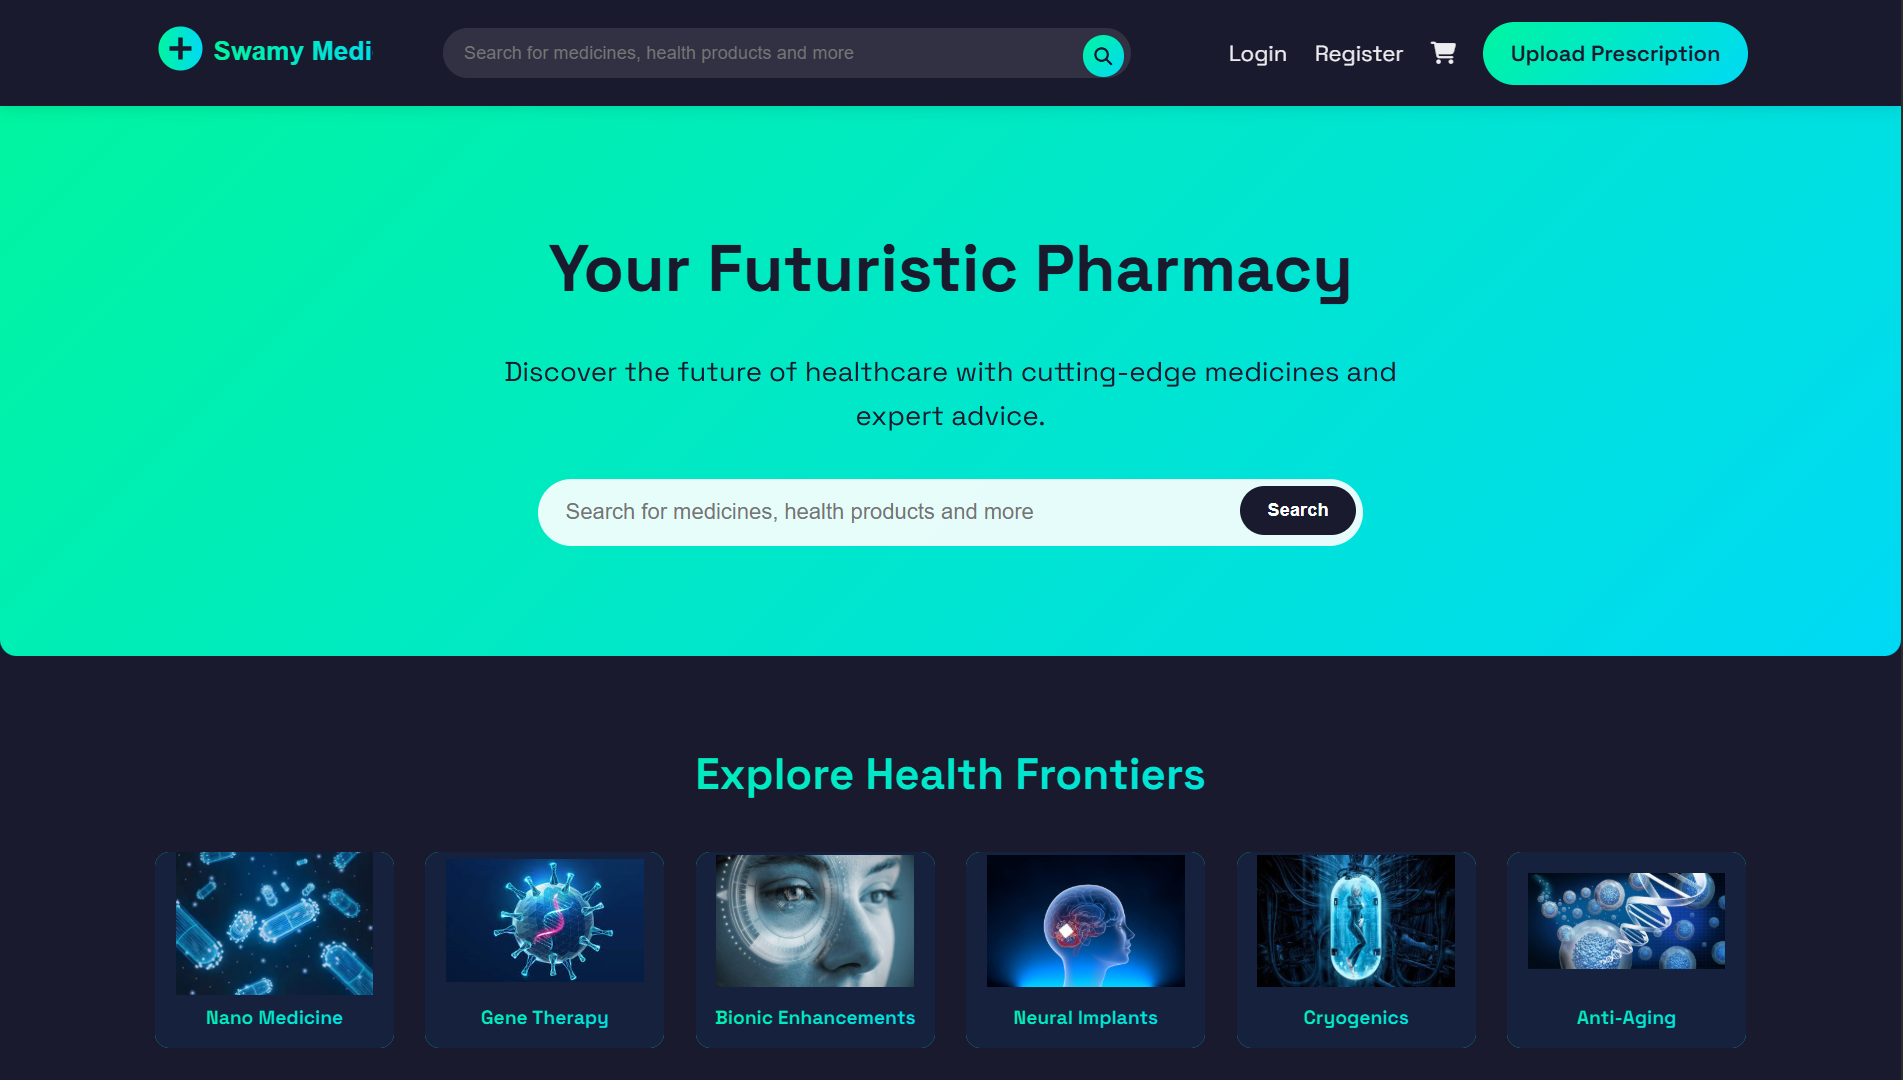 Swamy Medi
Search for medicines, health products and more
Login
Register
Upload Prescription
Your Futuristic Pharmacy
Discover the future of healthcare with cutting-edge medicines and
expert advice.
Search for medicines, health products and more
Search
Explore Health Frontiers
Nano Medicine
Gene Therapy
Bionic Enhancements
Neural Implants
Cryogenics
Anti-Aging